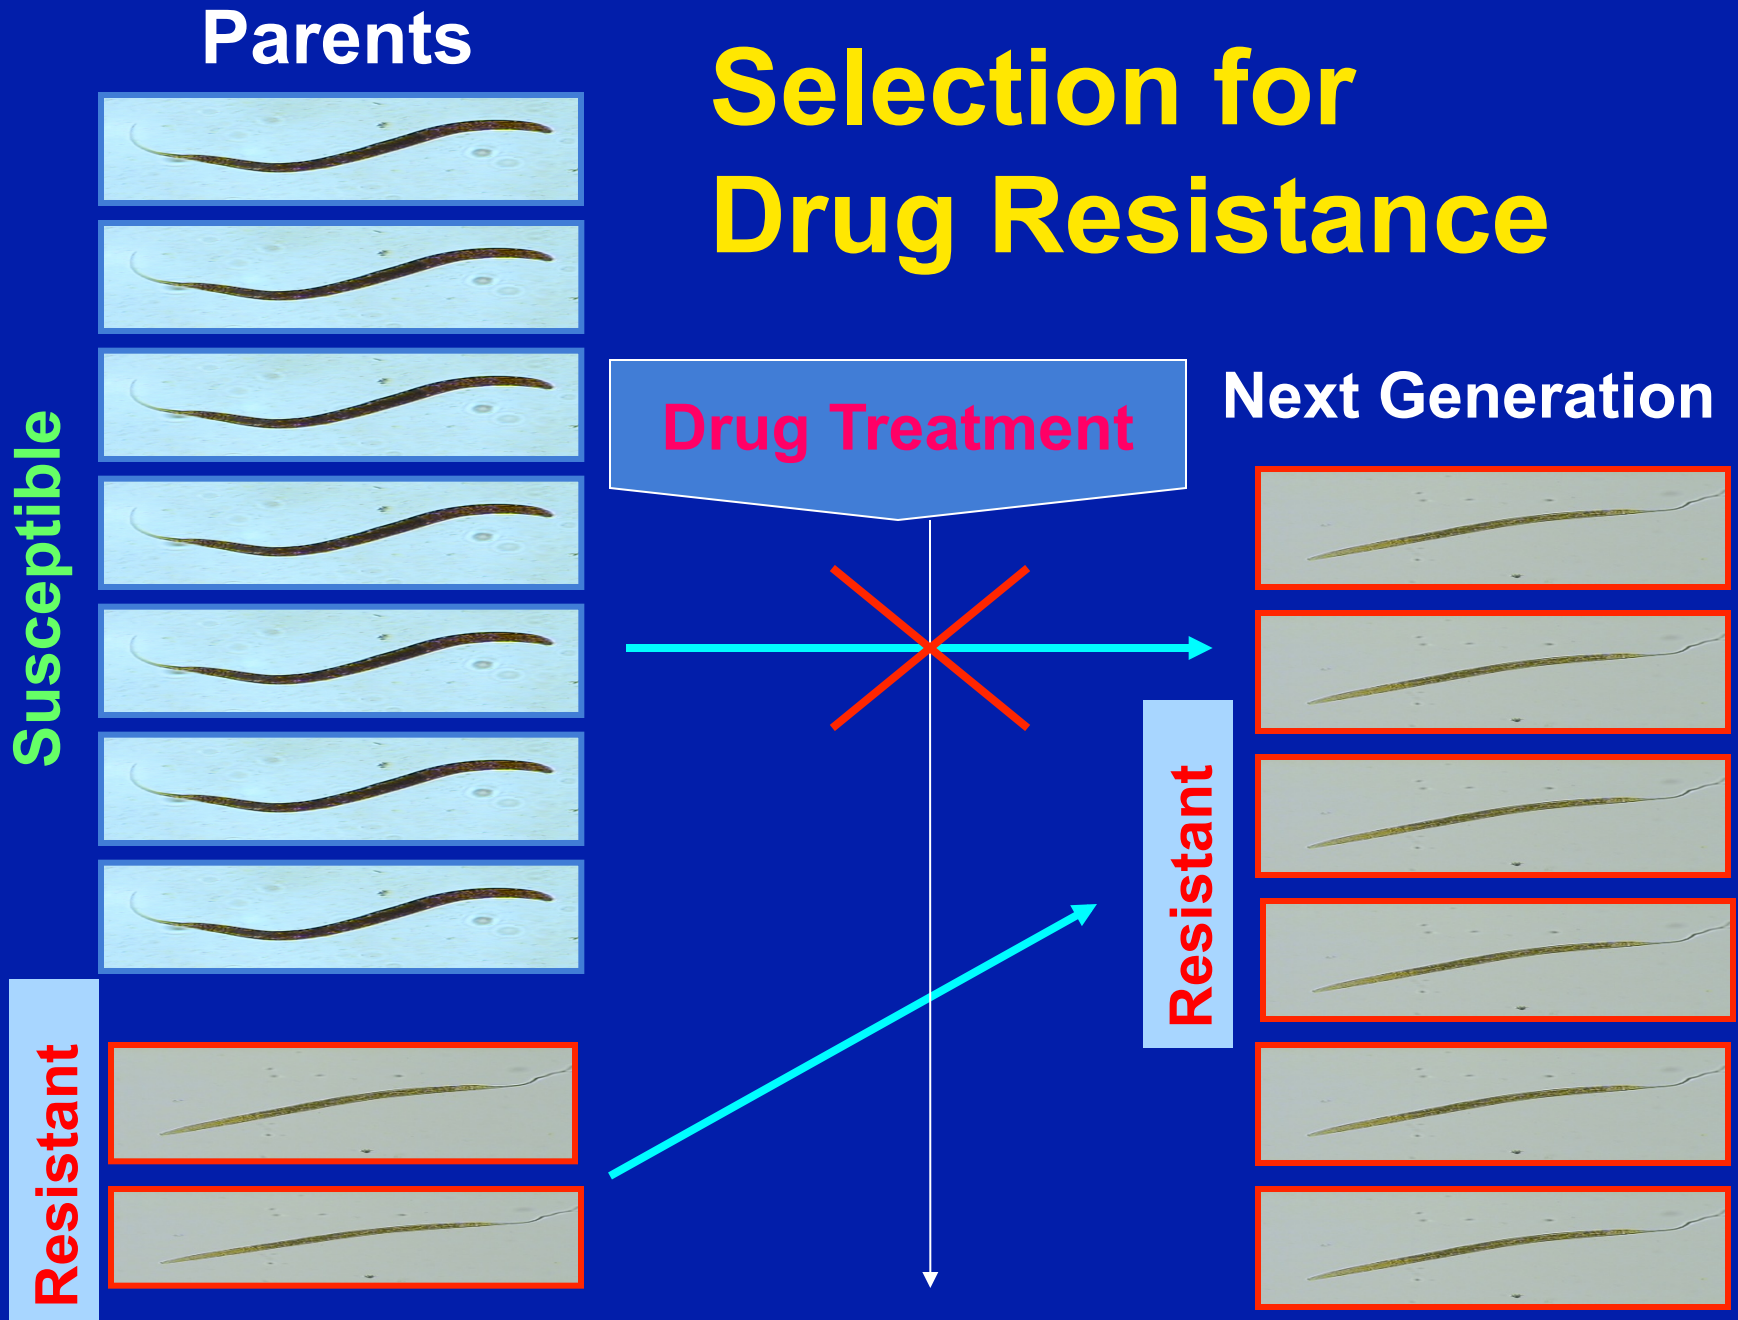 Parents
Selection for
Drug Resistance
Susceptible
Drug Treatment
Next Generation
Resistant
Resistant